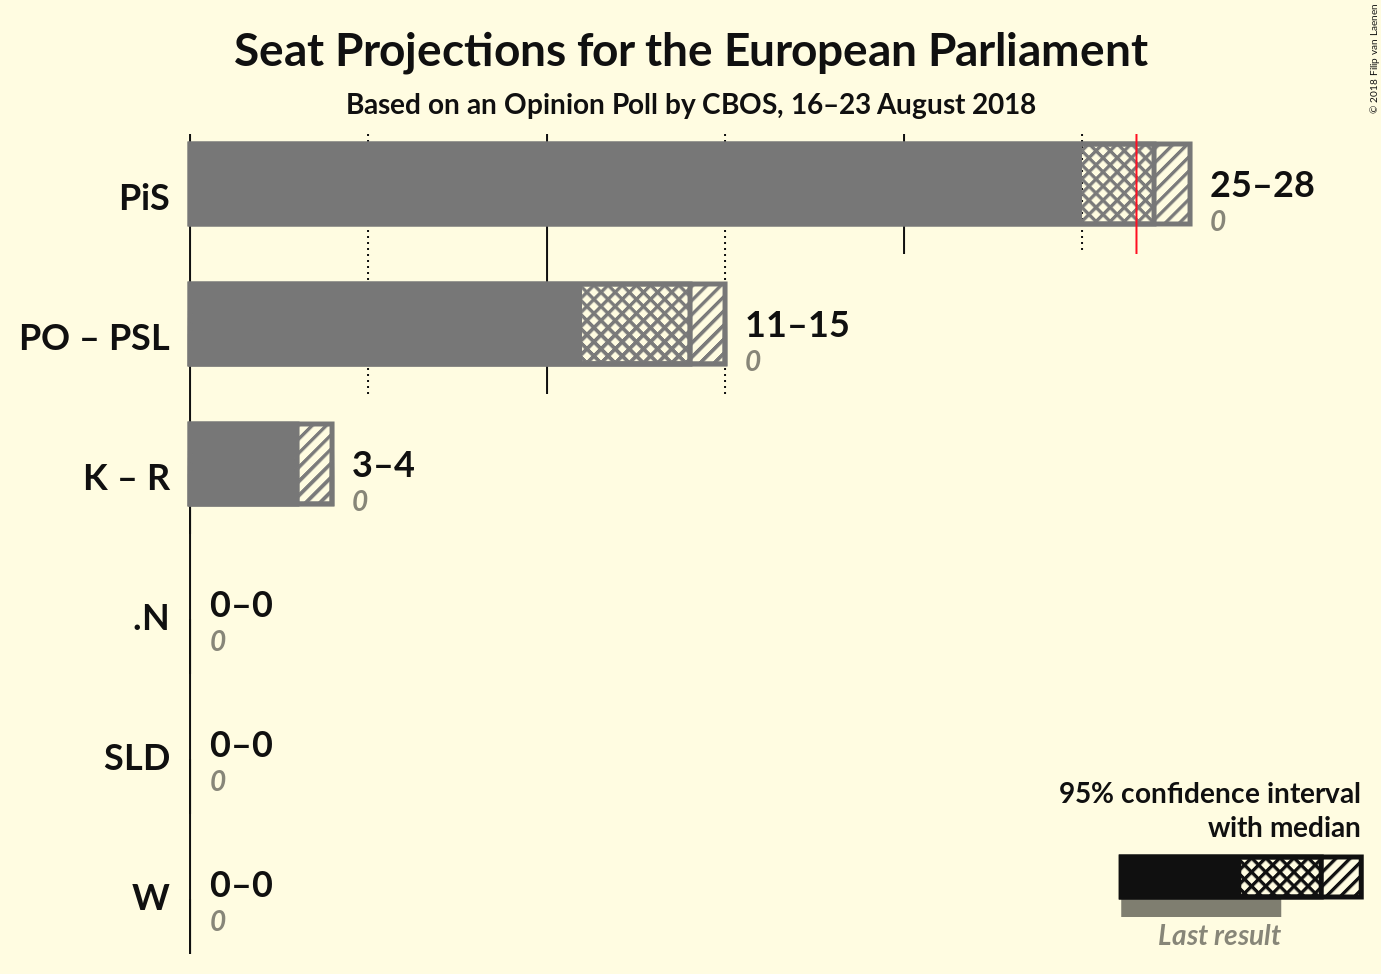 Seat Projections for the European Parliament
Based on an Opinion Poll by CBOS, 16–23 August 2018
© 2018 Filip van Laenen
PiS
25–28
0
PO – PSL
11–15
0
K – R
3–4
0
.N
0–0
0
SLD
0–0
0
W
0–0
0
95% confidence interval
with median
Last result